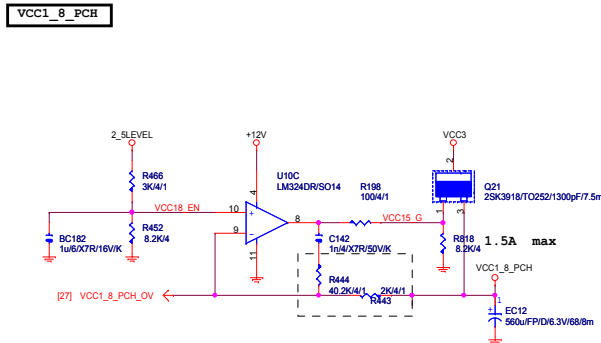 VCC1_8_PCH
2_5LEVEL
+12V
VCC3
R466
3K/4/1
U10C
LM324DR/SO14
R198
100/4/1
2
Q21
2SK3918/TO252/1300pF/7.5m
4
VCC18_EN
10
+
8
VCC15_G
1
3
9
-
BC182
1u/6/X7R/16V/K
R452
8.2K/4
11
C142
1n/4/X7R/50V/K
R818
8.2K/4
1.5A max
VCC1_8_PCH
R444
40.2K/4/1
2K/4/1
R443
[27] VCC1_8_PCH_OV
1
+
EC12
560u/FP/D/6.3V/68/8m